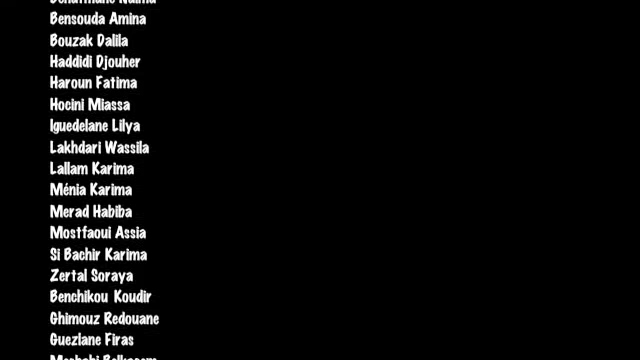 Bensouda Amina
Bouzak Dalila
Haddidi Djouher
Haroun Fatima
Hocini Miassa
Iguedelane Lilya
Lakhdari Wassila
Lallam Karima
Ménia Karima
Merad Habiba
Mostfaoui Assia
Si Bachir Karima
Zertal Soraya
Benchikou Koudir
Ghimouz Redouane
Guezlane Firas